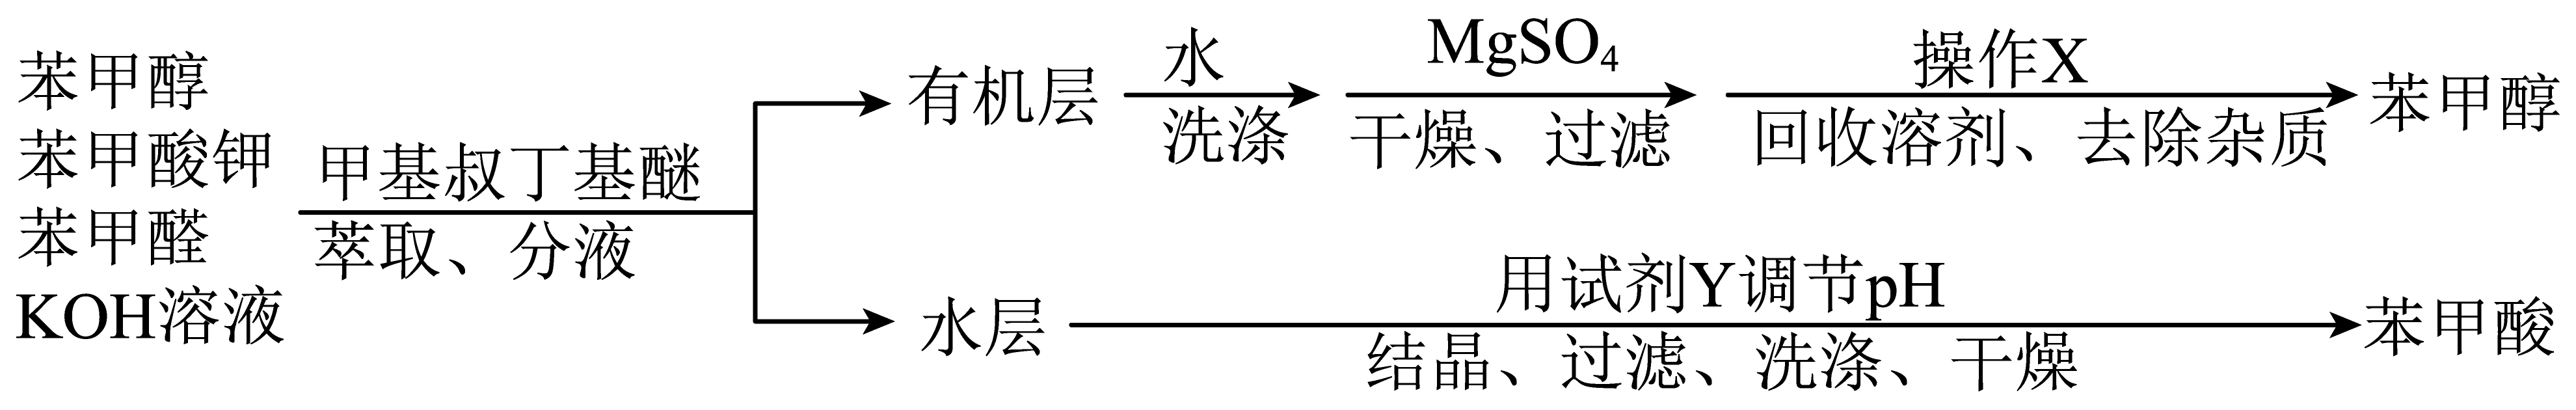 苯甲醇
苯甲酸钾
苯甲醛
KOH溶液
甲基叔丁基醚
萃取、分液
有机层
水
洗涤
MgSO₄
干燥、过滤
操作X
回收溶剂、去除杂质
苯甲醇
水层
用试剂Y调节pH
结晶、过滤、洗涤、干燥
苯甲酸